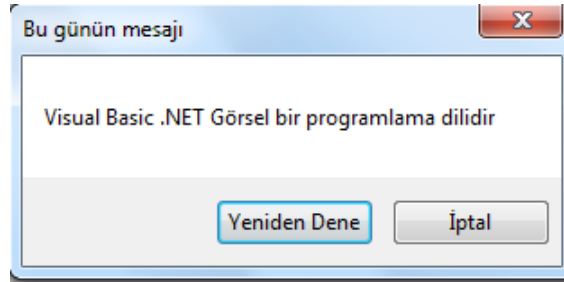 Bu günün mesajı
Visual Basic .NET Görsel bir programlama dilidir
Yeniden Dene
İptal